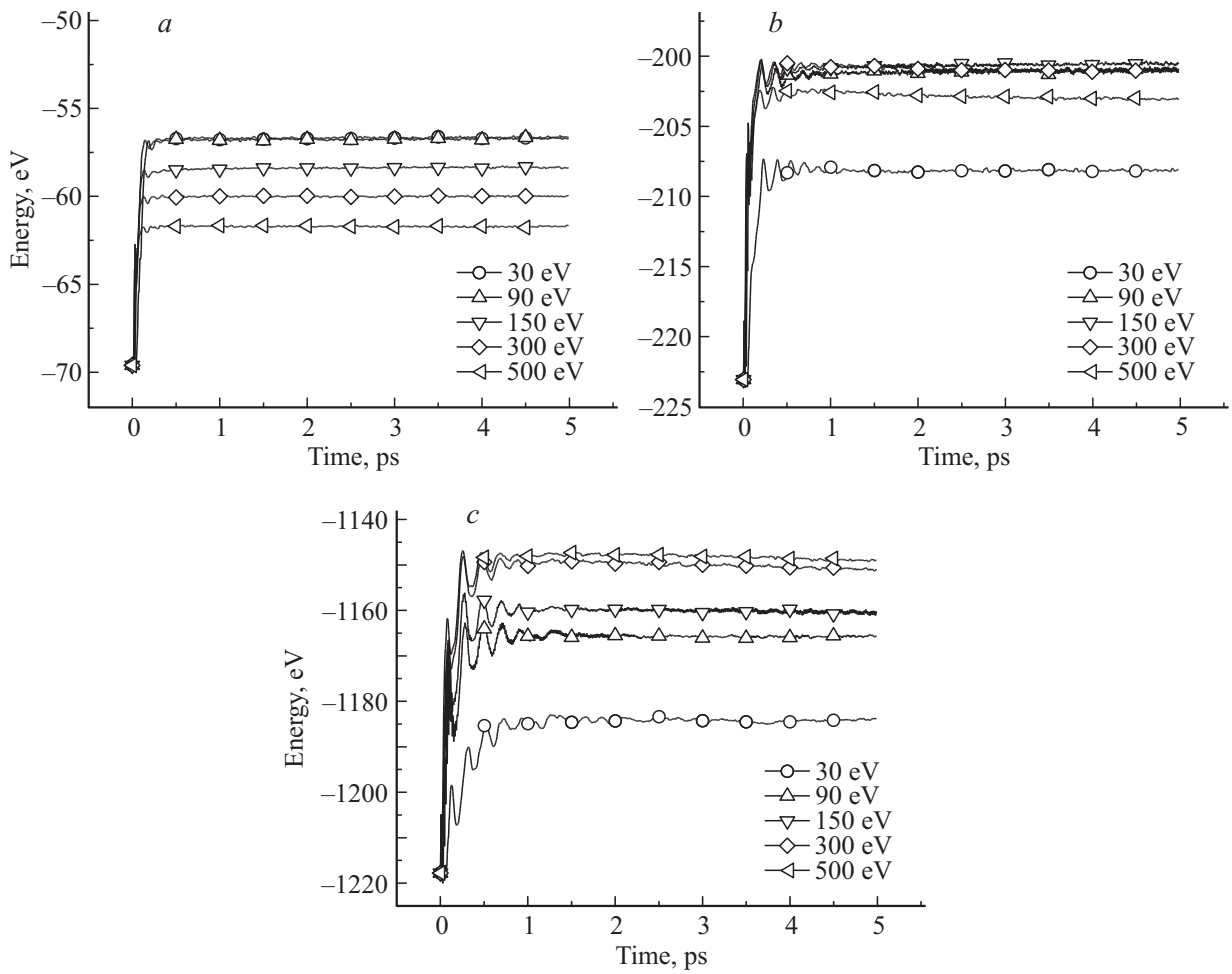 a
Energy, eV
–50
–55
–60
–65
–70
30 eV
90 eV
150 eV
300 eV
500 eV
0 1 2 3 4 5
Time, ps
b
–200
–205
–210
–215
–220
–225
30 eV
90 eV
150 eV
300 eV
500 eV
0 1 2 3 4 5
Time, ps
c
Energy, eV
–1140
–1160
–1180
–1200
–1220
30 eV
90 eV
150 eV
300 eV
500 eV
0 1 2 3 4 5
Time, ps